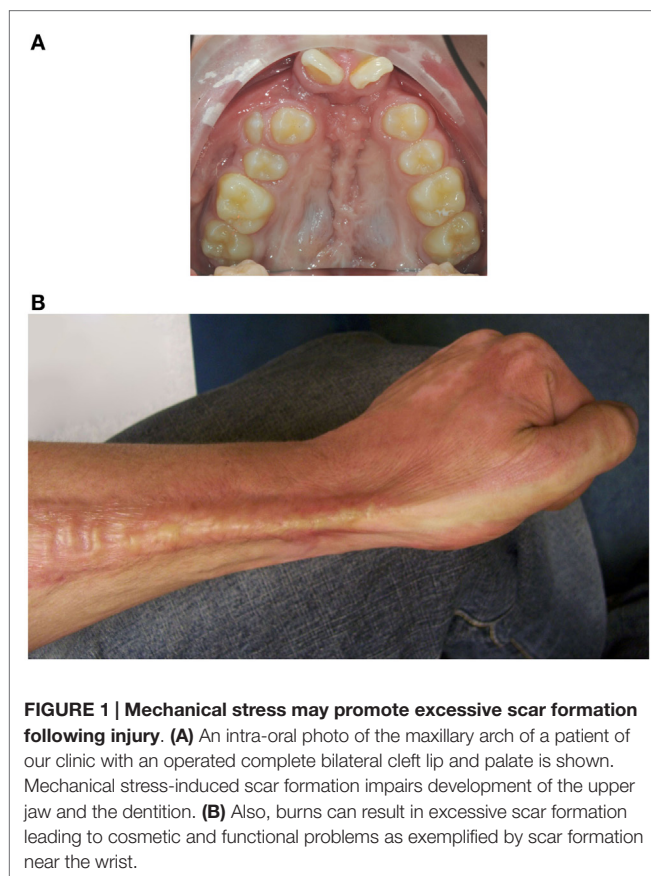 A
B
FIGURE 1 | Mechanical stress may promote excessive scar formation
following injury. (A) An intra-oral photo of the maxillary arch of a patient of
our clinic with an operated complete bilateral cleft lip and palate is shown.
Mechanical stress-induced scar formation impairs development of the upper
jaw and the dentition. (B) Also, burns can result in excessive scar formation
leading to cosmetic and functional problems as exemplified by scar formation
near the wrist.